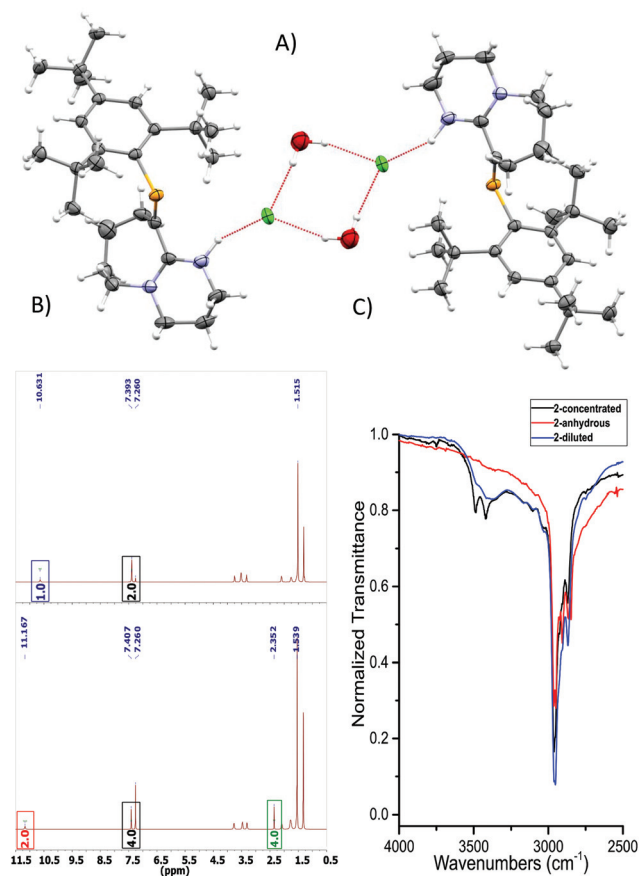 A)
B)
C)
10.631
7.393
7.260
1.515
1.0
2.0
11.167
7.407
7.260
2.352
1.539
2.0
4.0
4.0
11.5 10.5 9.5 8.5 7.5 6.5 5.5 4.5 3.5 2.5 1.5 0.5
(ppm)
2-concentrated
2-anhydrous
2-diluted
Normalized Transmittance
1.0
0.8
0.6
0.4
0.2
0.0
4000 3500 3000 2500
Wavenumbers (cm⁻¹)